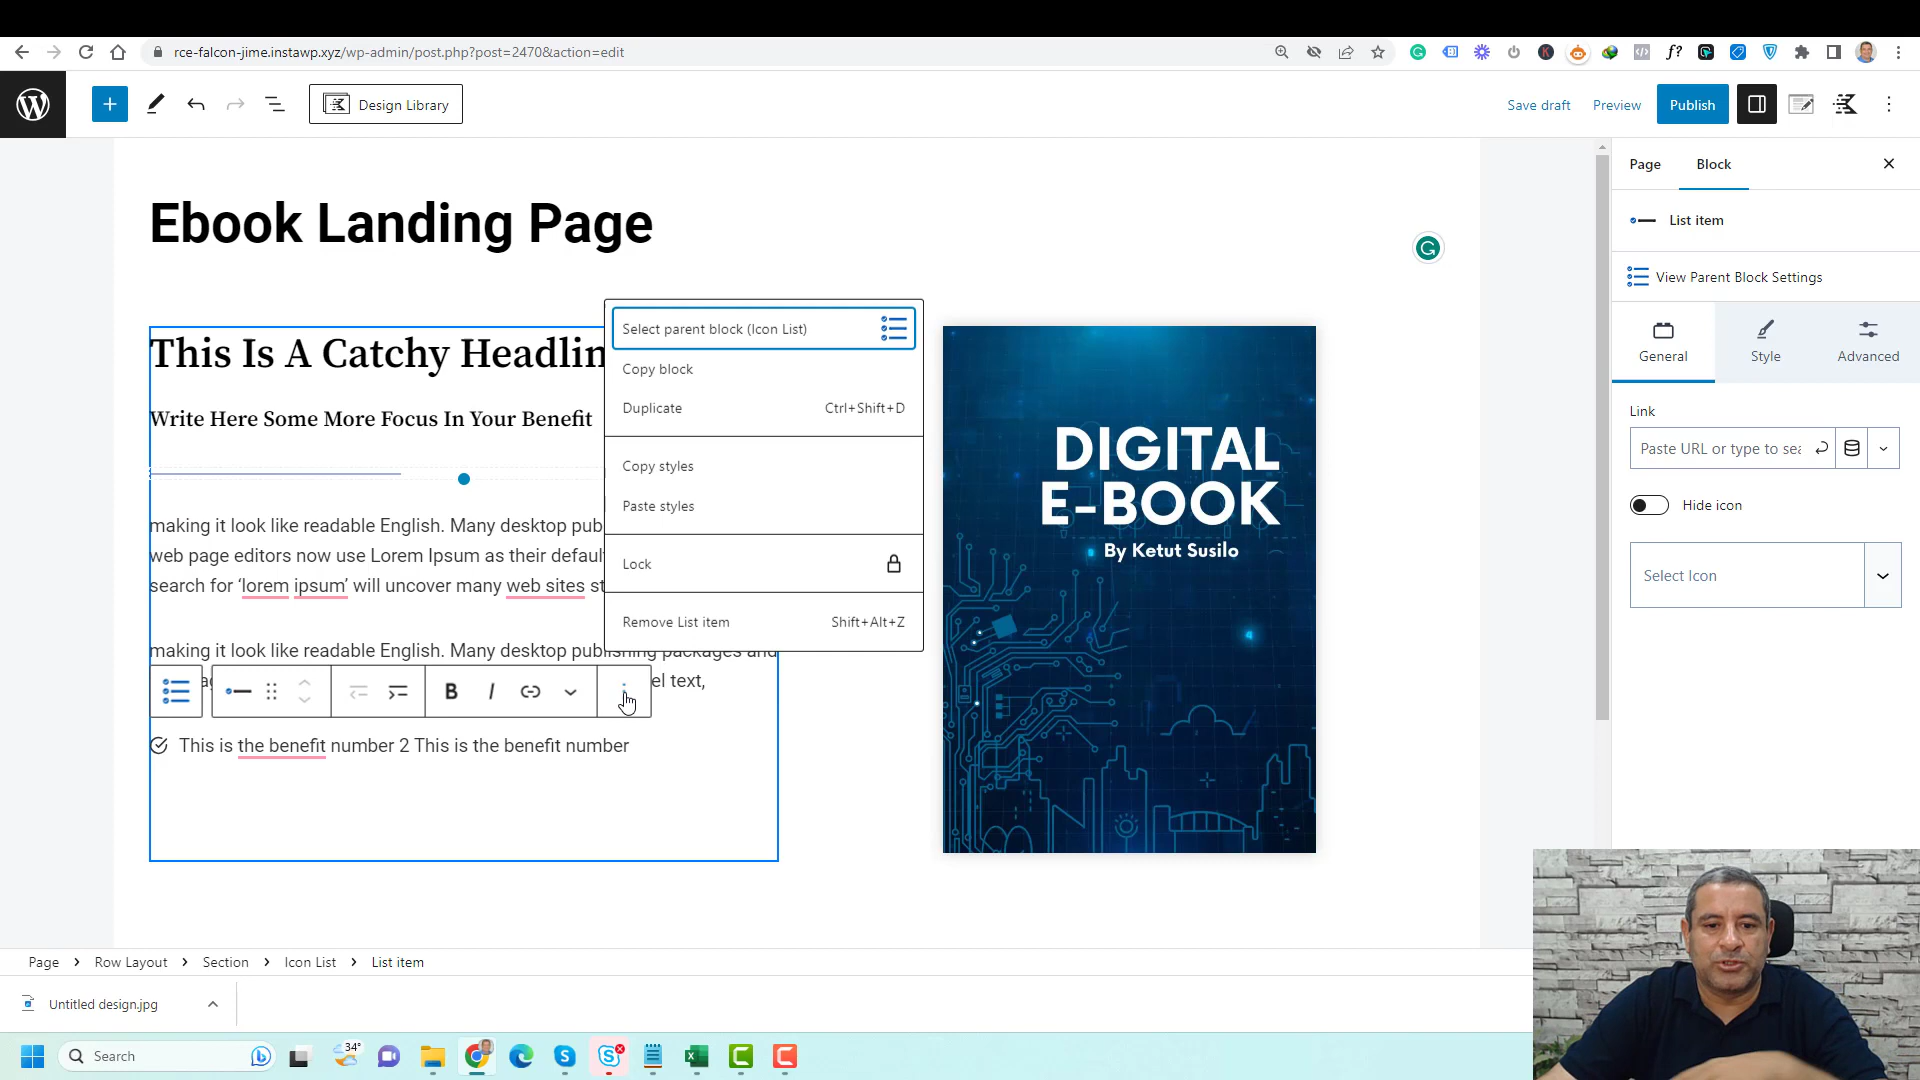 rce-falcon-jime.instawp.xyz/wp-admin/post.php?post=2470&action=edit
Design Library
Save draft
Preview
Publish
Page
Block
List item
View Parent Block Settings
General
Style
Advanced
Link
Paste URL or type to sea
Hide icon
Select Icon
Ebook Landing Page
This Is A Catchy Headlin
Write Here Some More Focus In Your Benefit
making it look like readable English. Many desktop pub
web page editors now use Lorem Ipsum as their default
search for ‘lorem ipsum’ will uncover many web sites st
making it look like readable English. Many desktop publishing packages and
el text,
B I
This is the benefit number 2 This is the benefit number
Select parent block (Icon List)
Copy block
Duplicate Ctrl+Shift+D
Copy styles
Paste styles
Lock
Remove List item Shift+Alt+Z
DIGITAL
E-BOOK
By Ketut Susilo
Page > Row Layout > Section > Icon List > List item
Untitled design.jpg
Search
34°